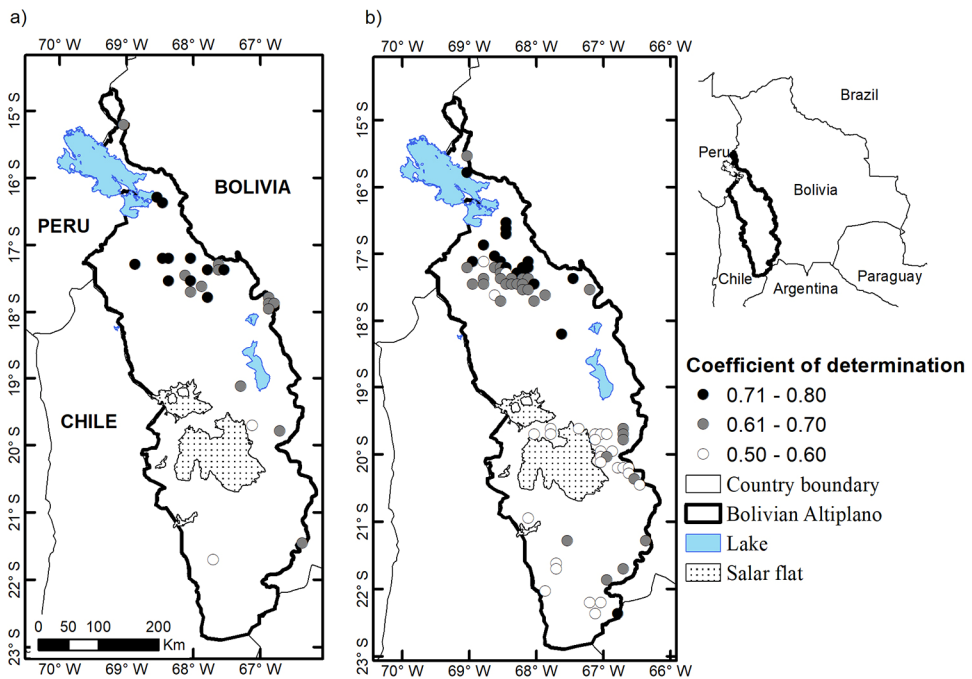 a)
70° W 69° W 68° W 67° W
15° S
16° S
17° S
18° S
19° S
20° S
21° S
22° S
23° S
BOLIVIA
PERU
CHILE
0 50 100 200
Km
70° W 69° W 68° W 67° W
b)
70° W 69° W 68° W 67° W 66° W
15° S
16° S
17° S
18° S
19° S
20° S
21° S
22° S
23° S
70° W 69° W 68° W 67° W 66° W
Brazil
Peru
Bolivia
Chile
Argentina
Paraguay
Coefficient of determination
0.71 - 0.80
0.61 - 0.70
0.50 - 0.60
Country boundary
Bolivian Altiplano
Lake
Salar flat